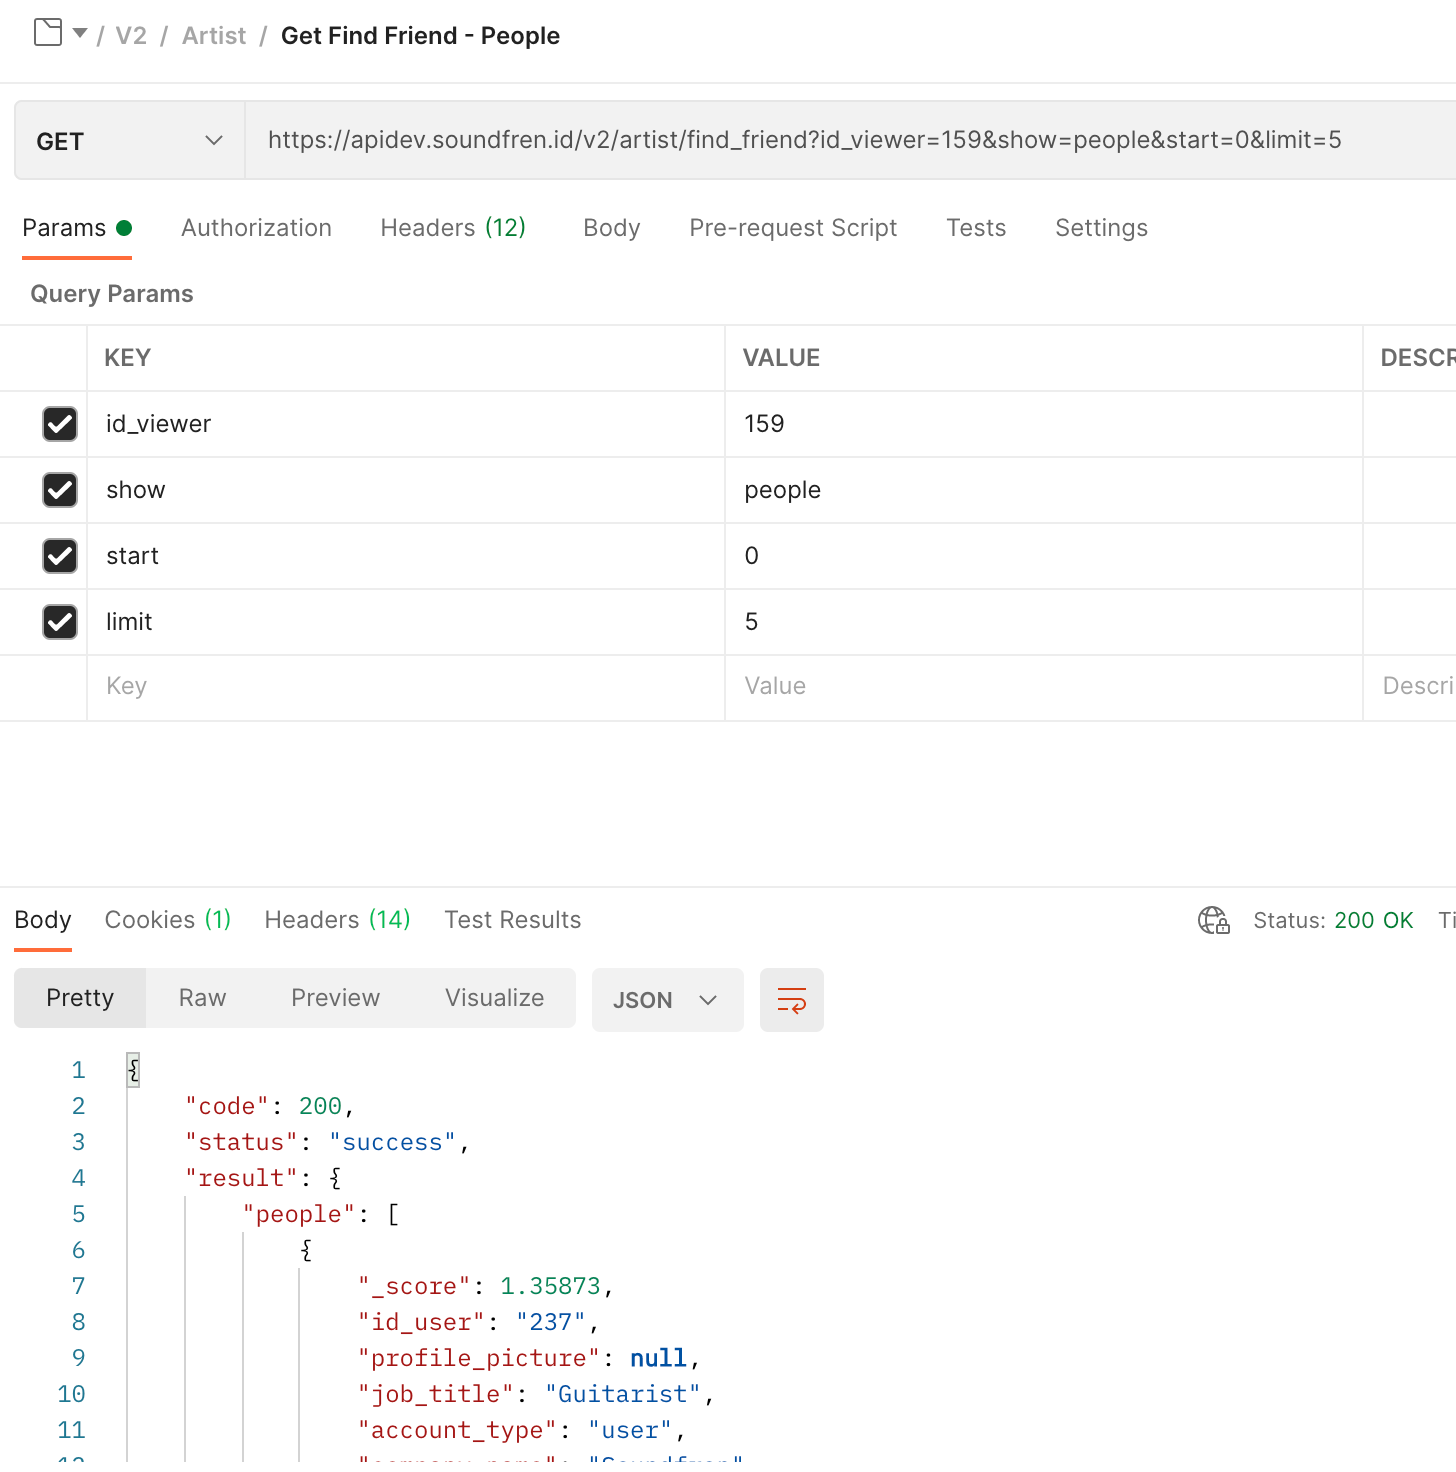 / V2 / Artist / Get Find Friend - People
GET https://apidev.soundfren.id/v2/artist/find_friend?id_viewer=159&show=people&start=0&limit=5
Params Authorization Headers (12) Body Pre-request Script Tests Settings
Query Params
KEY VALUE DESCR
id_viewer 159
show people
start 0
limit 5
Key Value Descri
Body Cookies (1) Headers (14) Test Results Status: 200 OK Ti
Pretty Raw Preview Visualize JSON
1 {
2 "code": 200,
3 "status": "success",
4 "result": {
5 "people": [
6 {
7 "_score": 1.35873,
8 "id_user": "237",
9 "profile_picture": null,
10 "job_title": "Guitarist",
11 "account_type": "user",
12 "company_name": "Soundfren"